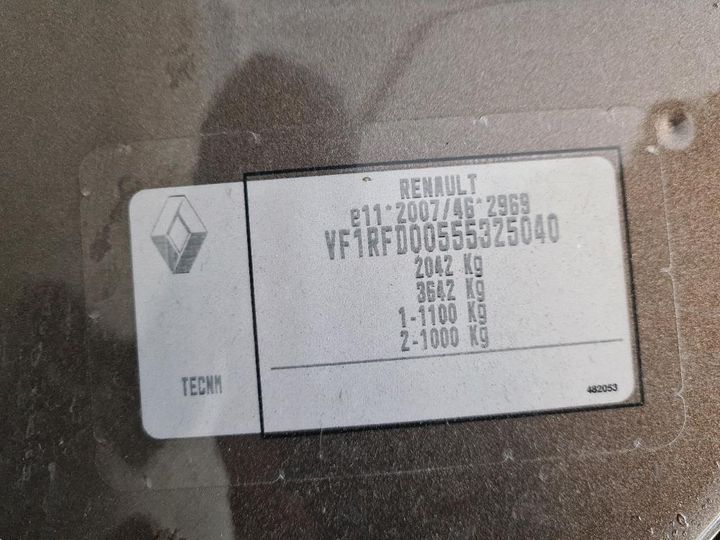 RENAULT
e11*2007/46*2969
VF1RFD00555325040
2042 Kg
3642 Kg
1-1100 Kg
2-1000 Kg
TECNM
482053